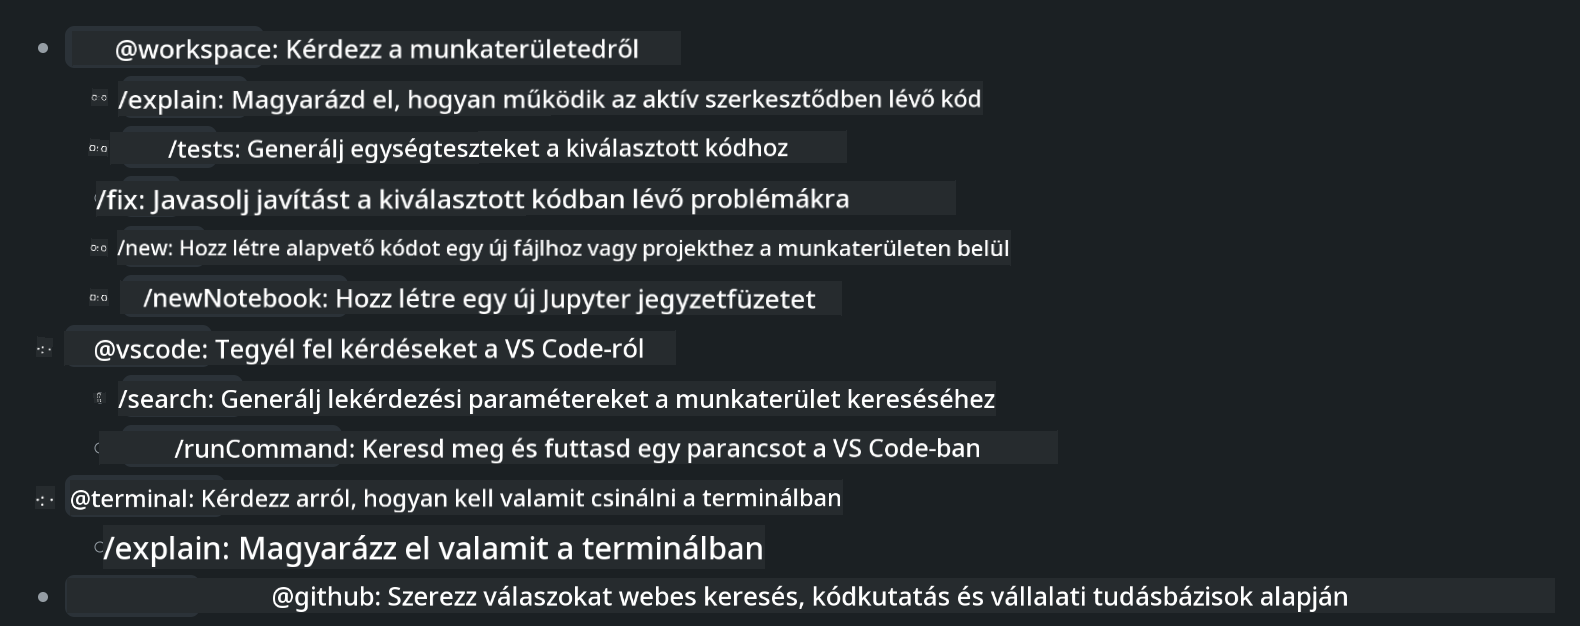 @workspace: Kérdezz a munkaterületedről
/explain: Magyarázd el, hogyan működik az aktív szerkesztődben lévő kód
/tests: Generálj egységteszteket a kiválasztott kódhoz
/fix: Javasolj javítást a kiválasztott kódban lévő problémákra
/new: Hozz létre alapvető kódot egy új fájlhoz vagy projekthez a munkaterületen belül
/newNotebook: Hozz létre egy új Jupyter jegyzetfüzetet
@vscode: Tegyél fel kérdéseket a VS Code-ról
/search: Generálj lekérdezési paramétereket a munkaterület kereséséhez
/runCommand: Keresd meg és futtasd egy parancsot a VS Code-ban
@terminal: Kérdezz arról, hogyan kell valamit csinálni a terminálban
/explain: Magyarázz el valamit a terminálban
@github: Szerezz válaszokat webes keresés, kódkutatás és vállalati tudásbázisok alapján